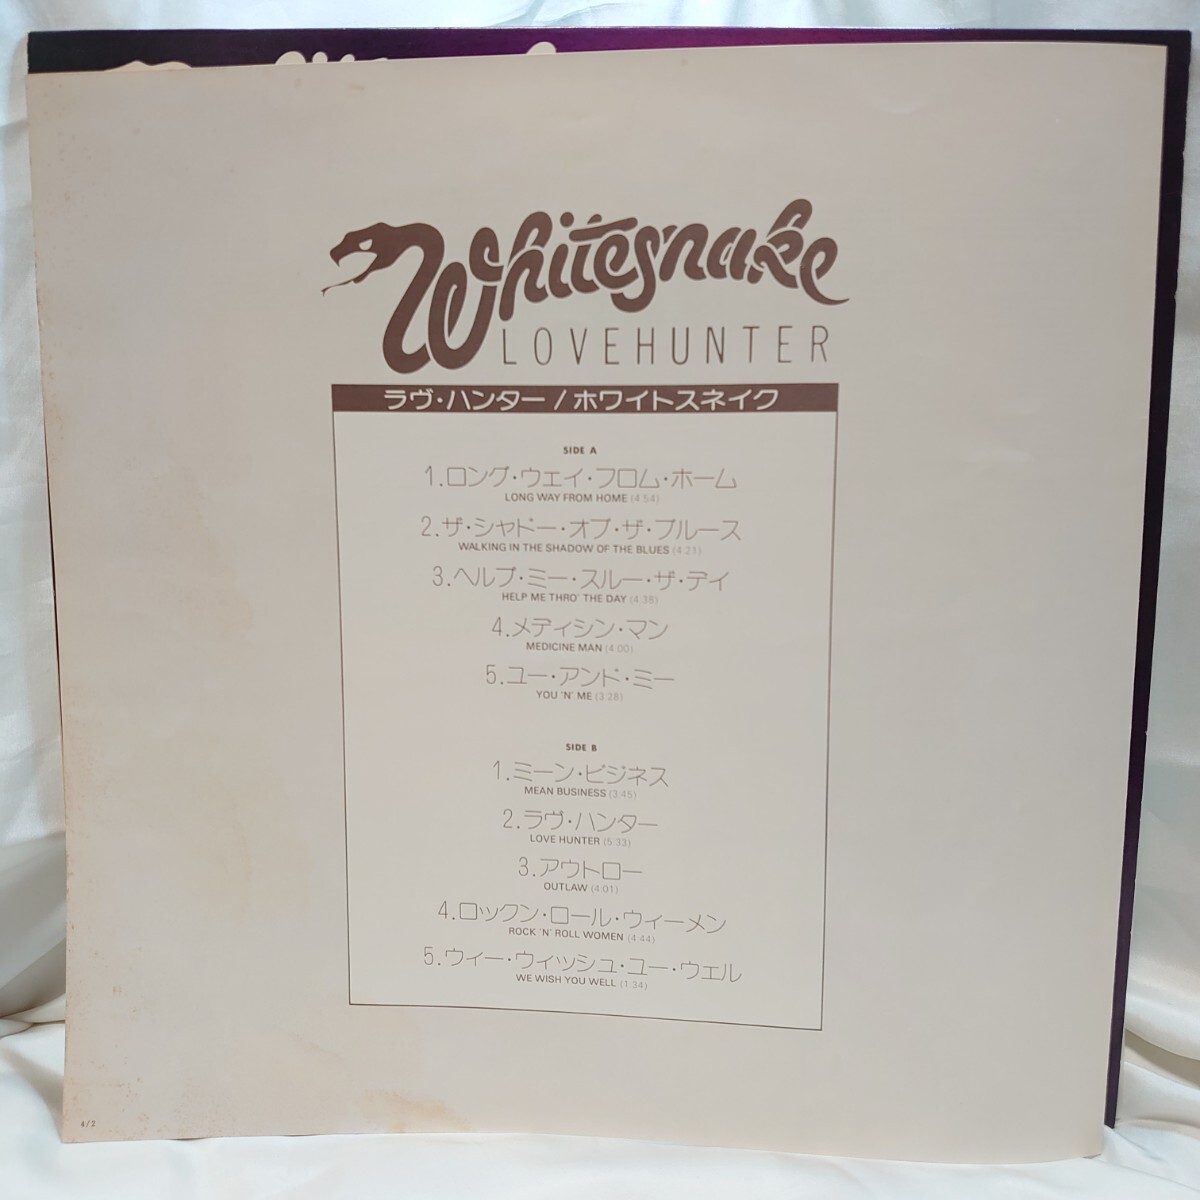 Whitesnake
LOVEHUNTER
ラヴ・ハンター/ホワイトスネイク
SIDE A
1.ロング・ウェイ・フロム・ホーム
LONG WAY FROM HOME (4:54)
2.ザ・シャドー・オブ・ザ・ブルース
WALKING IN THE SHADOW OF THE BLUES (4:21)
3.ヘルプ・ミー・スルー・ザ・デイ
HELP ME THRO' THE DAY (4:38)
4.メディシン・マン
MEDICINE MAN (4:00)
5.ユー・アンド・ミー
YOU 'N' ME (3:28)
SIDE B
1.ミーン・ビジネス
MEAN BUSINESS (3:45)
2.ラヴ・ハンター
LOVE HUNTER (5:33)
3.アウトロー
OUTLAW (4:01)
4.ロックン・ロール・ウィーメン
ROCK 'N' ROLL WOMEN (4:44)
5.ウィー・ウィッシュ・ユー・ウェル
WE WISH YOU WELL (1:34)
4/2